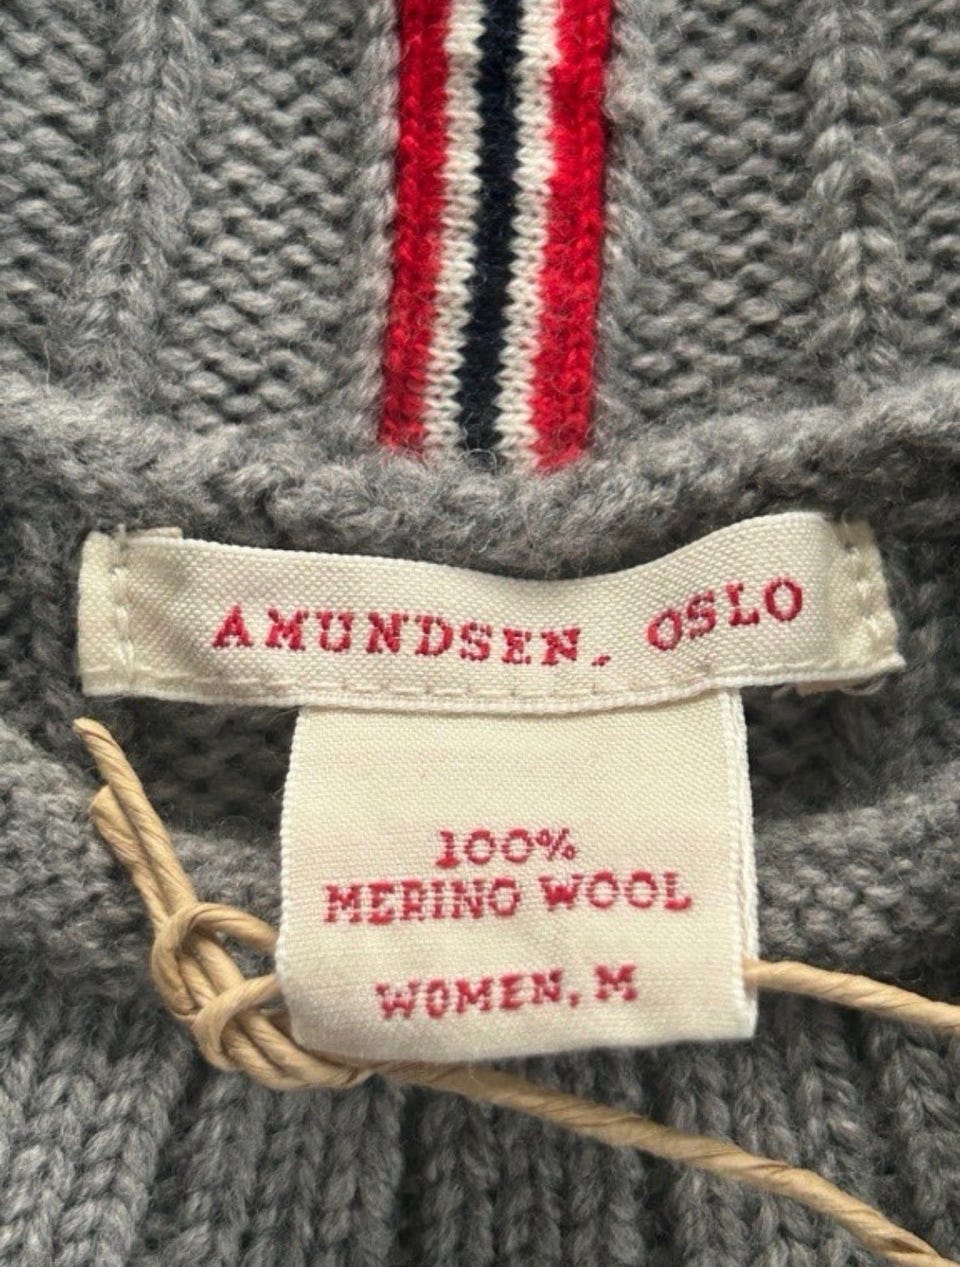 AMUNDSEN. OSLO
100%
MERINO WOOL
WOMEN, M